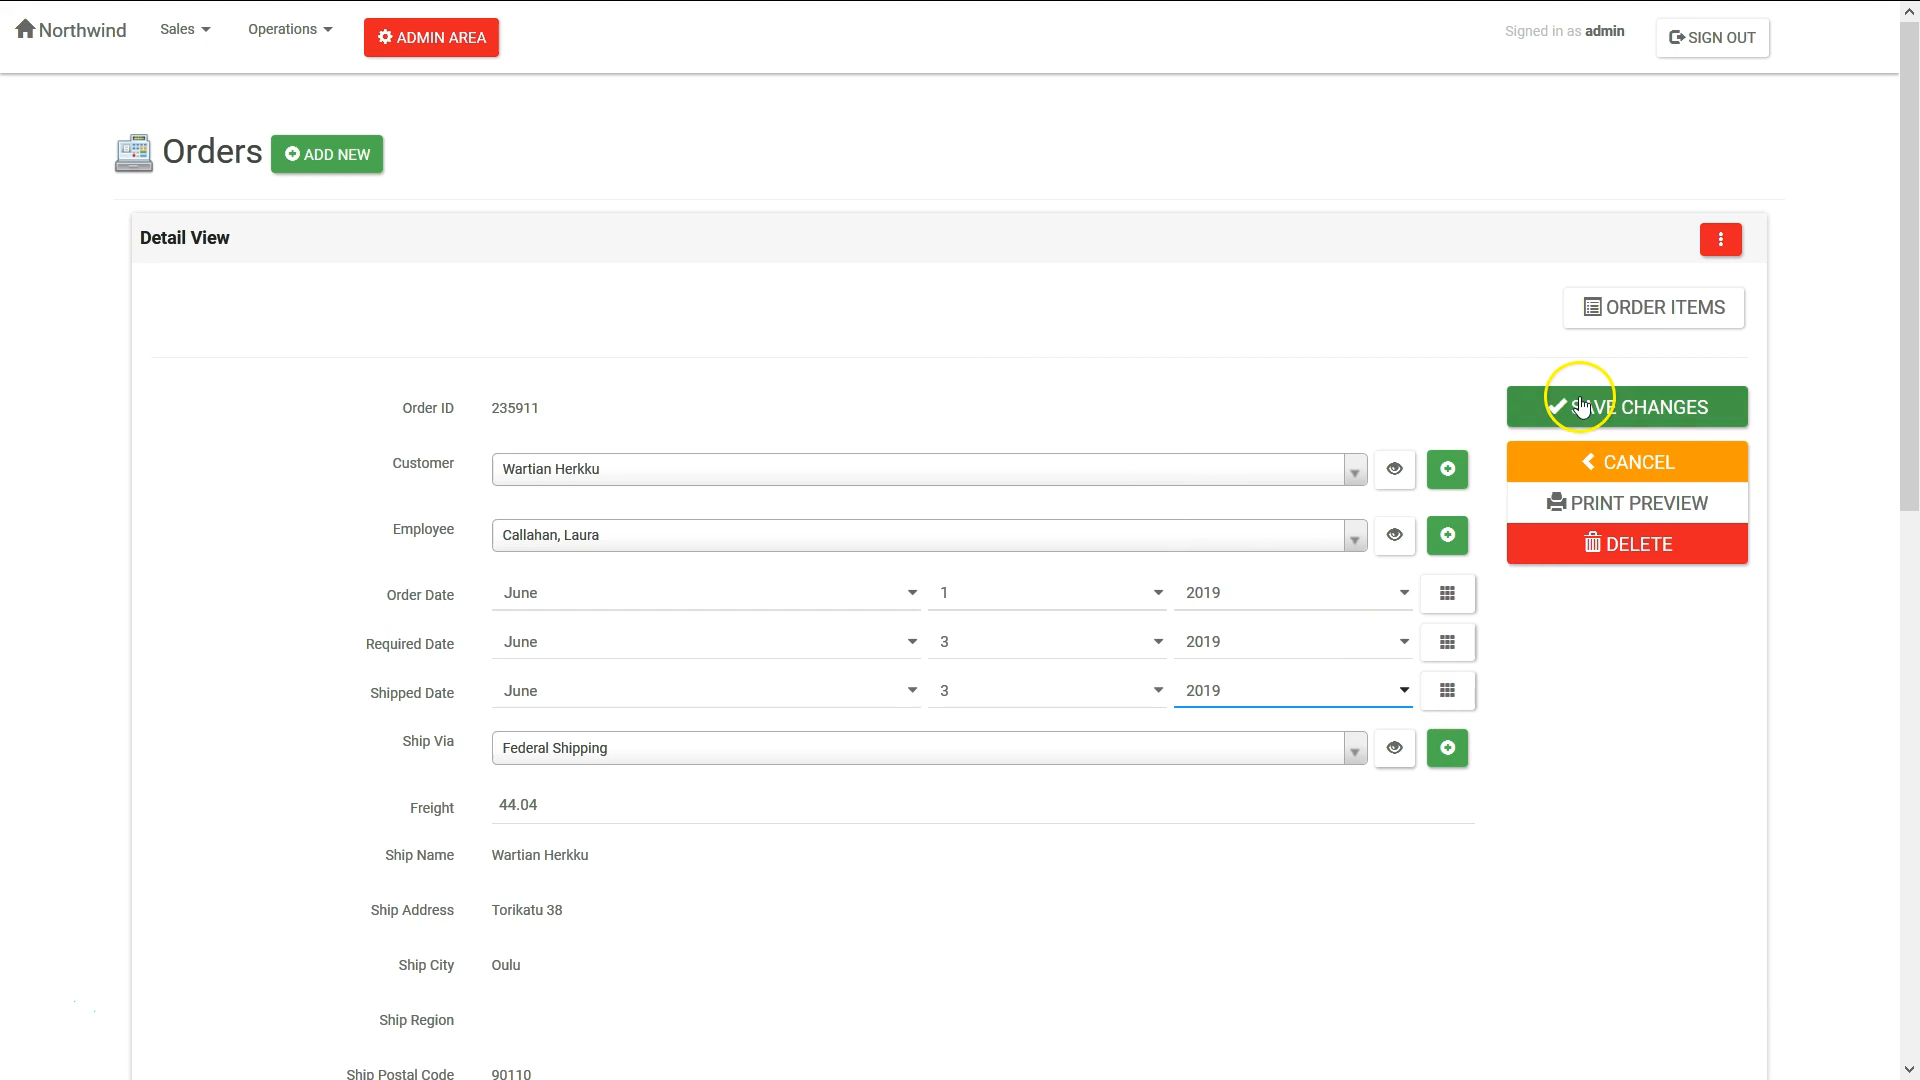 Northwind
Sales
Operations
ADMIN AREA
Signed in as admin
SIGN OUT
Orders
ADD NEW
Detail View
ORDER ITEMS
Order ID 235911
SAVE CHANGES
Customer Wartian Herkku
CANCEL
PRINT PREVIEW
Employee Callahan, Laura
DELETE
Order Date June 1 2019
Required Date June 3 2019
Shipped Date June 3 2019
Ship Via Federal Shipping
Freight 44.04
Ship Name Wartian Herkku
Ship Address Torikatu 38
Ship City Oulu
Ship Region
Ship Postal Code 90110